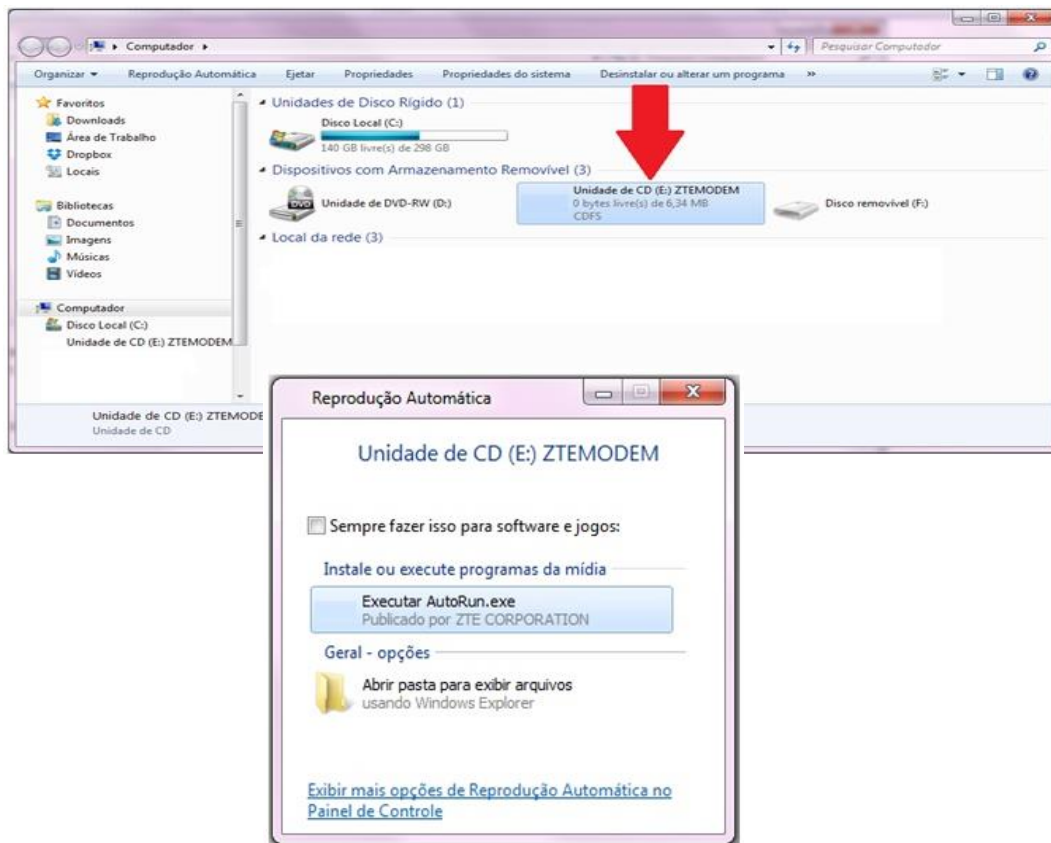 Computador
Pesquisar Computador
Organizar Reprodução Automática Ejetar Propriedades Propriedades do sistema Desinstalar ou alterar um programa »
Favoritos
Downloads
Área de Trabalho
Dropbox
Locais
Bibliotecas
Documentos
Imagens
Músicas
Vídeos
Computador
Disco Local (C:)
Unidade de CD (E:) ZTEMODEM
Unidades de Disco Rígido (1)
Disco Local (C:)
140 GB livre(s) de 298 GB
Dispositivos com Armazenamento Removível (3)
DVD
Unidade de DVD-RW (D:)
Unidade de CD (E:) ZTEMODEM
0 bytes livre(s) de 6,34 MB
CDFS
Disco removível (F:)
Local da rede (3)
Unidade de CD (E:) ZTEMODE
Unidade de CD
Reprodução Automática
Unidade de CD (E:) ZTEMODEM
Sempre fazer isso para software e jogos:
Instale ou execute programas da mídia
Executar AutoRun.exe
Publicado por ZTE CORPORATION
Geral - opções
Abrir pasta para exibir arquivos
usando Windows Explorer
Exibir mais opções de Reprodução Automática no
Painel de Controle